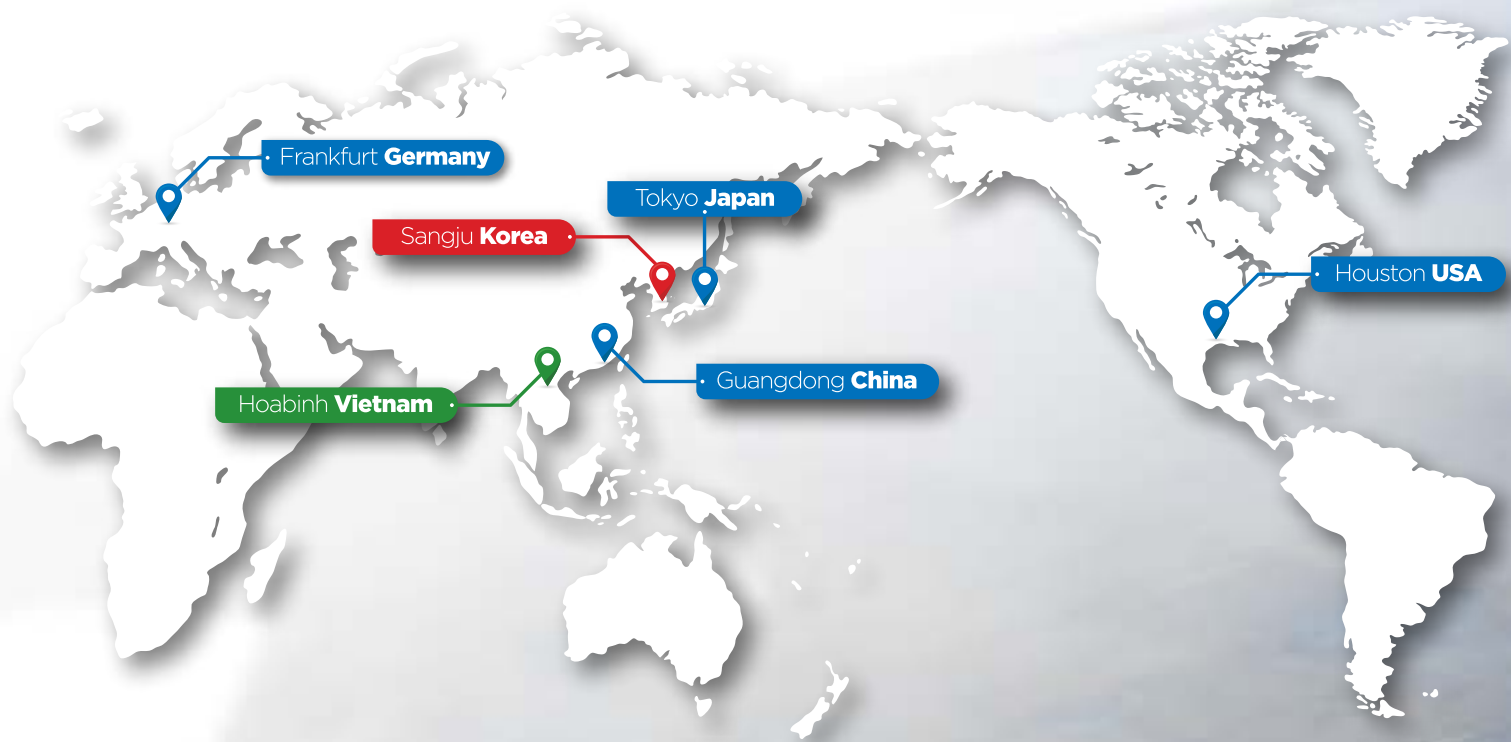 Frankfurt Germany
Tokyo Japan
Sangju Korea
Houston USA
Guangdong China
Hoabinh Vietnam